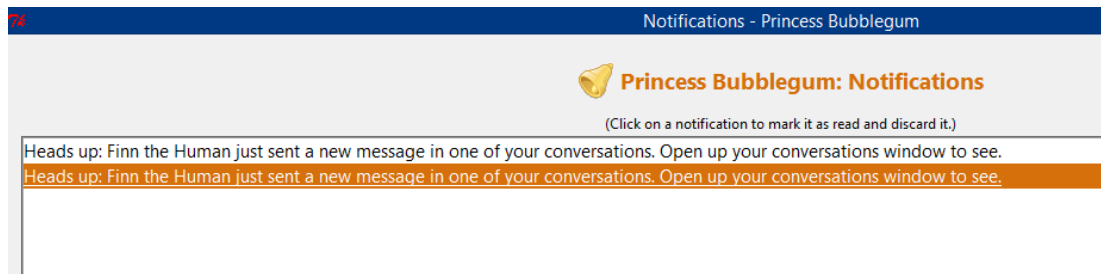 Notifications - Princess Bubblegum
Princess Bubblegum: Notifications
(Click on a notification to mark it as read and discard it.)
Heads up: Finn the Human just sent a new message in one of your conversations. Open up your conversations window to see.
Heads up: Finn the Human just sent a new message in one of your conversations. Open up your conversations window to see.